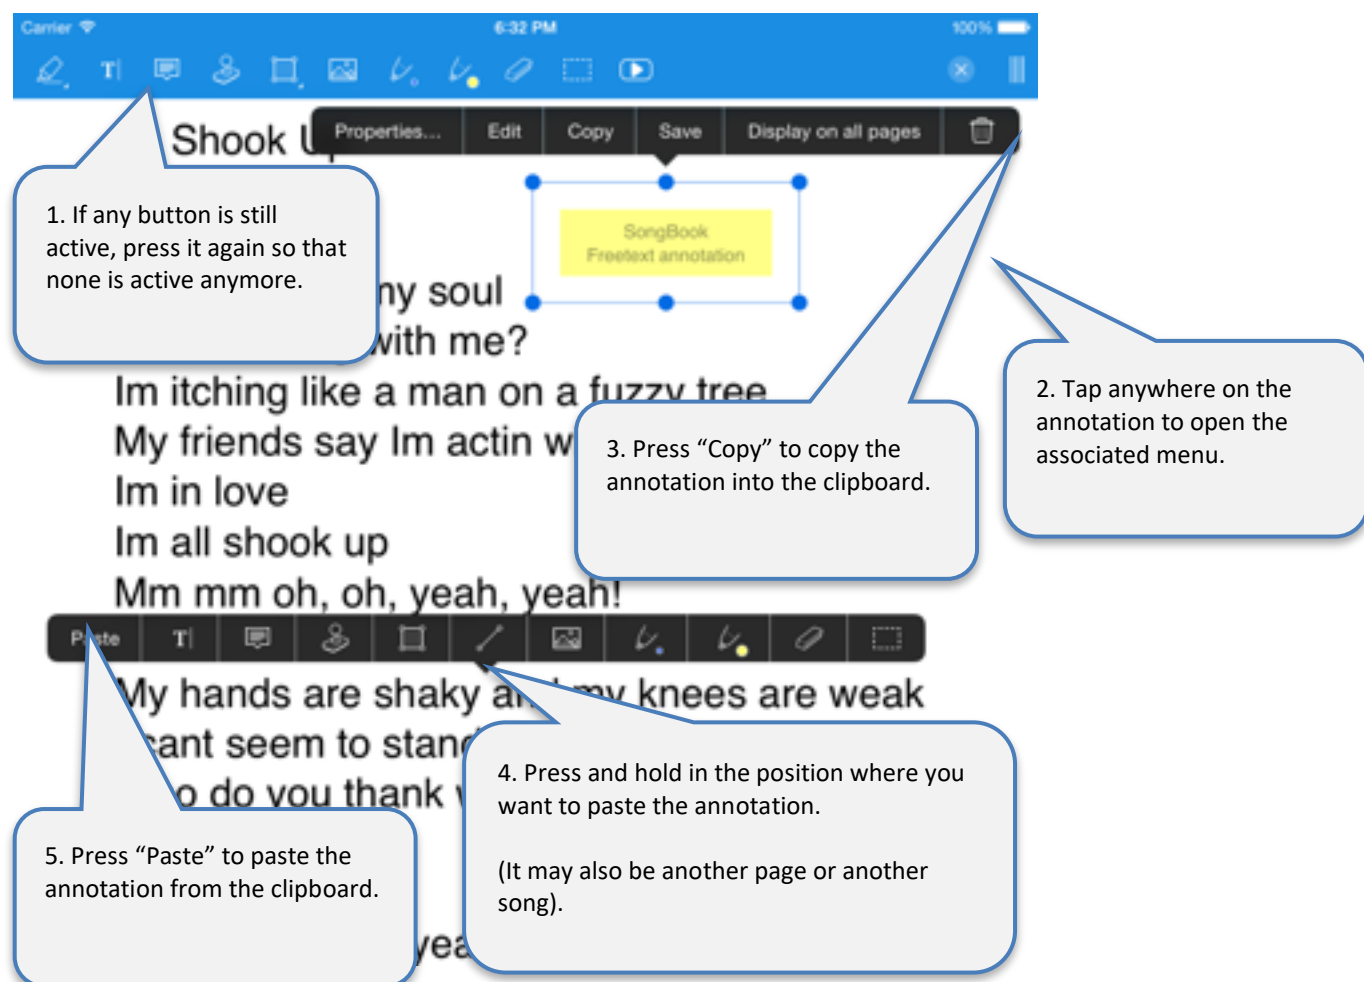 Carrier 6:32 PM 100%
T|
Shook Up
Properties... Edit Copy Save Display on all pages
1. If any button is still
active, press it again so that
none is active anymore.
SongBook
Freetext annotation
my soul
with me?
Im itching like a man on a fuzzy tree
My friends say Im actin w
Im in love
Im all shook up
Mm mm oh, oh, yeah, yeah!
2. Tap anywhere on the
annotation to open the
associated menu.
3. Press “Copy” to copy the
annotation into the clipboard.
Paste T|
My hands are shaky and my knees are weak
cant seem to stand
o do you thank
4. Press and hold in the position where you
want to paste the annotation.
(It may also be another page or another
song).
5. Press “Paste” to paste the
annotation from the clipboard.
yea